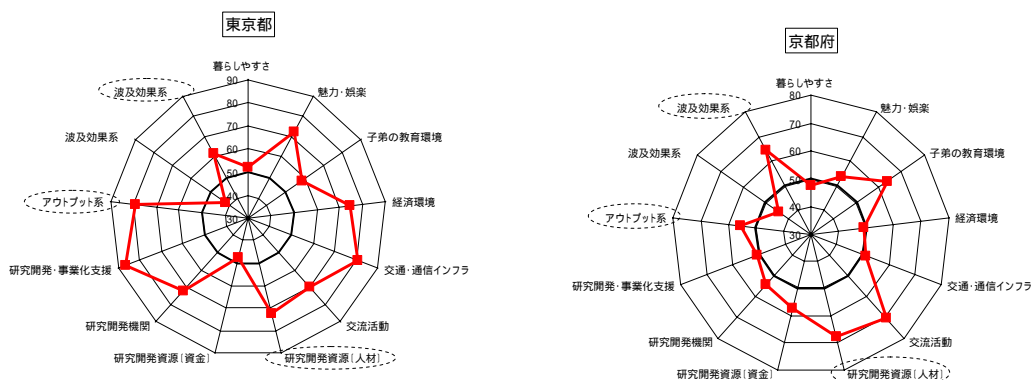 東京都
暮らしやすさ
90
80
70
60
50
40
30
魅力・娯楽
子弟の教育環境
経済環境
交通・通信インフラ
交流活動
研究開発資源[人材]
研究開発資源[資金]
研究開発機関
研究開発・事業化支援
アウトプット系
波及効果系
波及効果系
京都府
暮らしやすさ
80
70
60
50
40
30
魅力・娯楽
子弟の教育環境
経済環境
交通・通信インフラ
交流活動
研究開発資源[人材]
研究開発資源[資金]
研究開発機関
研究開発・事業化支援
アウトプット系
波及効果系
波及効果系